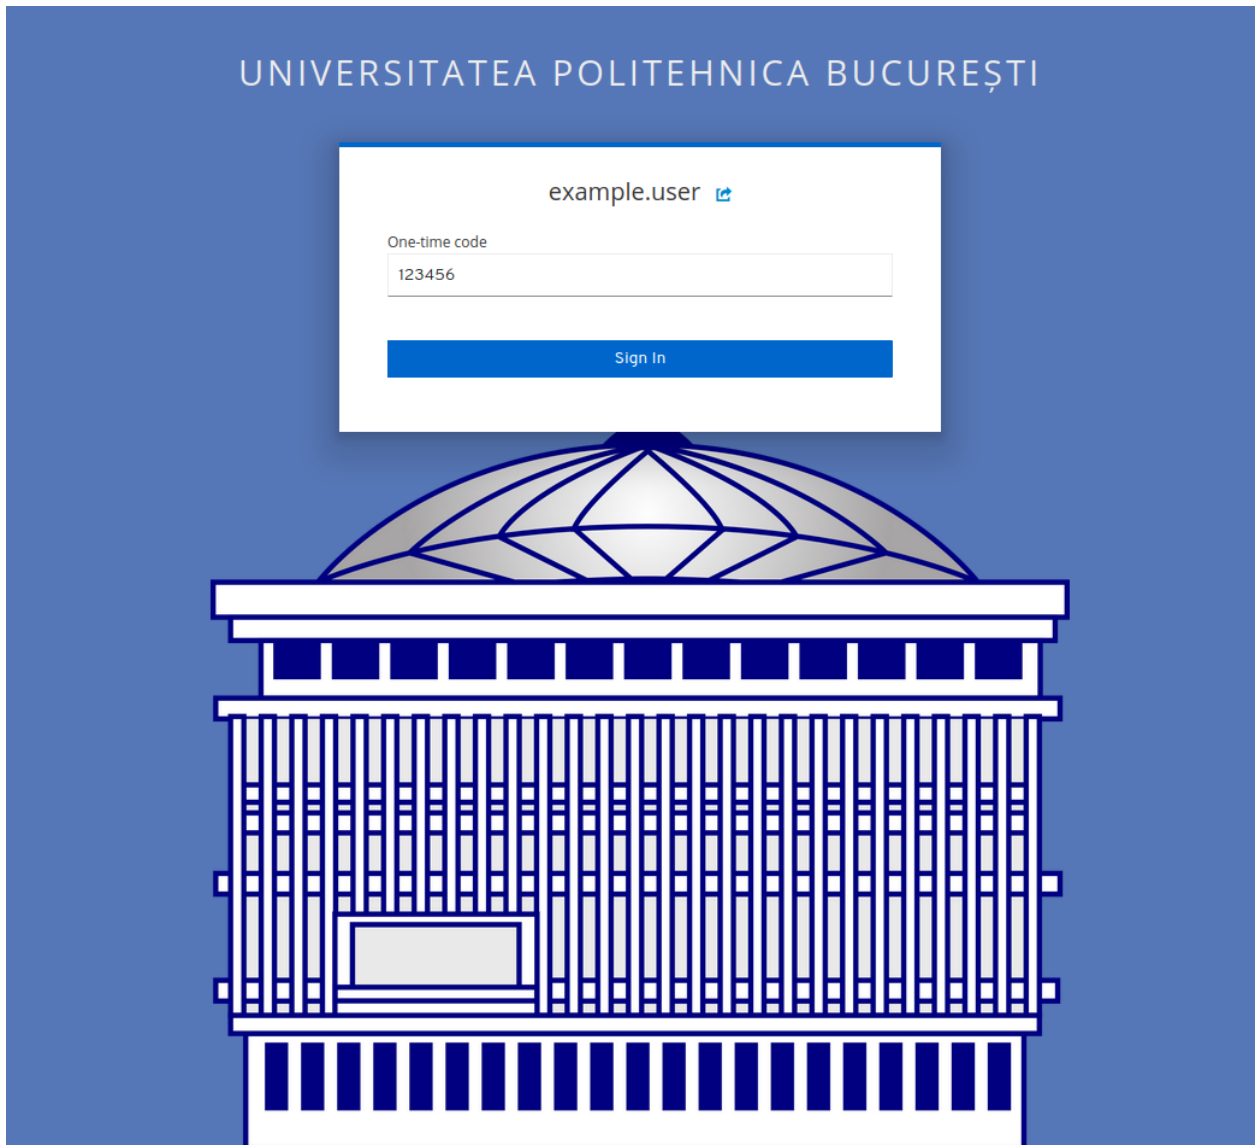 UNIVERSITATEA POLITEHNICA BUCUREȘTI
example.user
One-time code
123456
Sign In